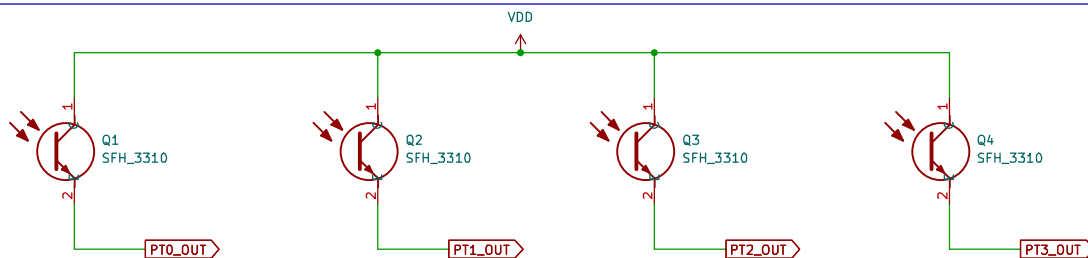 VDD
1
Q1
SFH_3310
2
PT0_OUT
1
Q2
SFH_3310
2
PT1_OUT
1
Q3
SFH_3310
2
PT2_OUT
1
Q4
SFH_3310
2
PT3_OUT